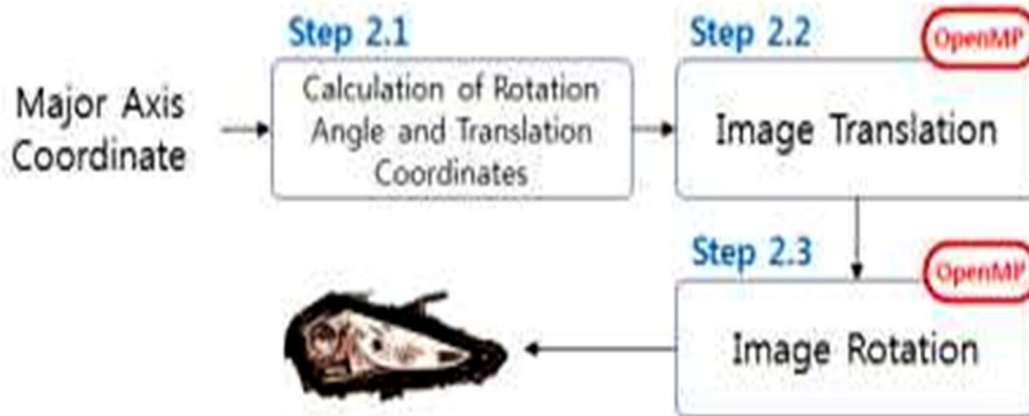 Major Axis
Coordinate
Step 2.1
Calculation of Rotation
Angle and Translation
Coordinates
Step 2.2
OpenMP
Image Translation
Step 2.3
OpenMP
Image Rotation